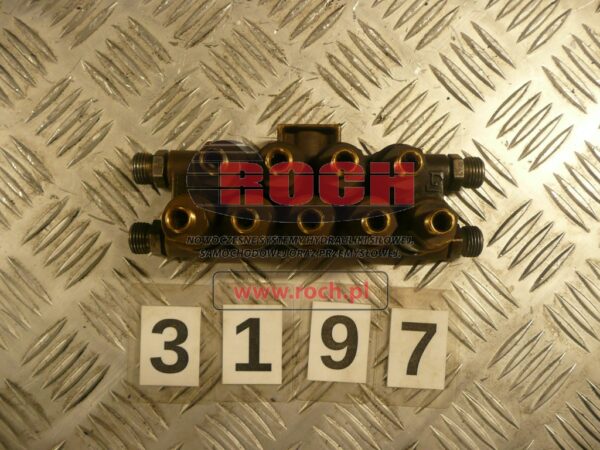 ROCH
NOWOCZESNE SYSTEMY HYDRAULIKI SIŁOWEJ,
SAMOCHODOWEJ ORAZ PRZEMYSŁOWEJ.
www.roch.pl
3197